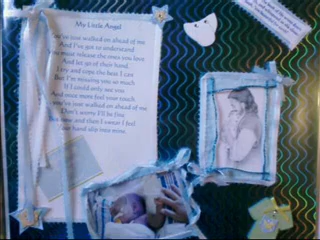 My Little Angel
You've just walked on ahead of me
And I've got to understand
You must release the ones you love
And let go of their hand.
I try and cope the best I can
But I'm missing you so much
If I could only see you
And once more feel your touch.
you've just walked on ahead of me
Don't worry I'll be fine
But now and then I swear I feel
your hand slip into mine.